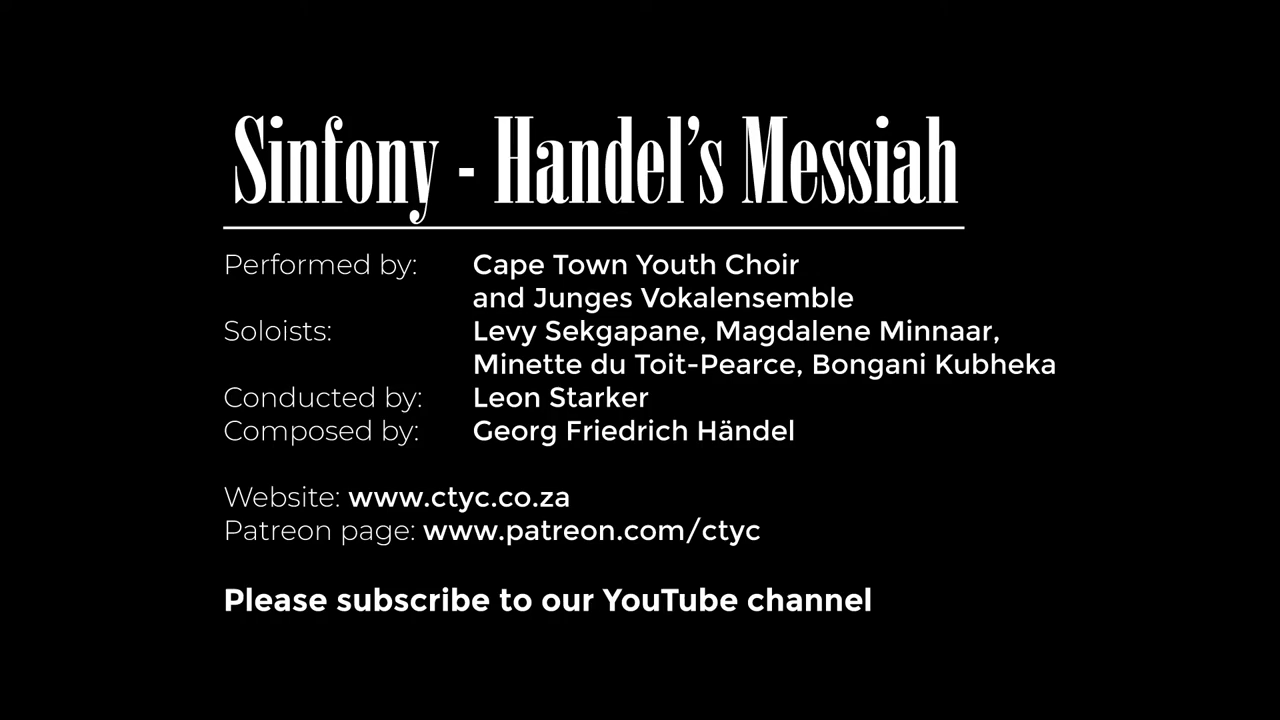 Sinfony - Handel's Messiah
Performed by: Cape Town Youth Choir
and Junges Vokalensemble
Soloists: Levy Sekgapane, Magdalene Minnaar,
Minette du Toit-Pearce, Bongani Kubheka
Conducted by: Leon Starker
Composed by: Georg Friedrich Händel
Website: www.ctyc.co.za
Patreon page: www.patreon.com/ctyc
Please subscribe to our YouTube channel